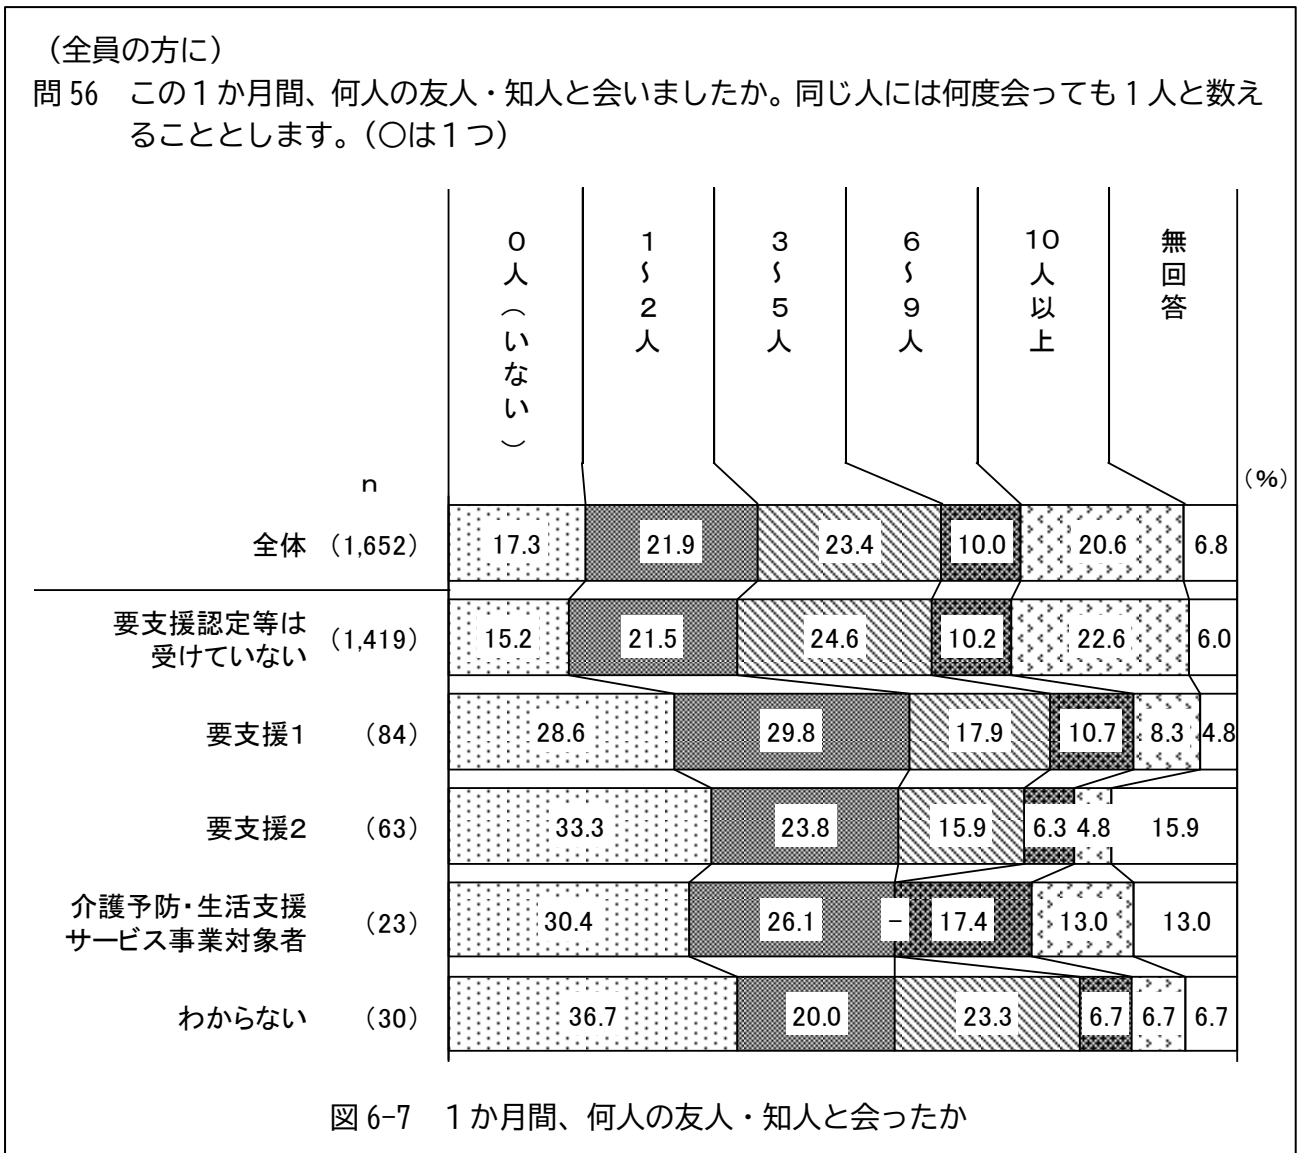 （全員の方に）
問 56　この１か月間、何人の友人・知人と会いましたか。同じ人には何度会っても１人と数え
ることとします。（○は１つ）
０人（いない）
１～２人
３～５人
６～９人
10人以上
無回答
n
（%）
全体 （1,652） 17.3 21.9 23.4 10.0 20.6 6.8
要支援認定等は
受けていない （1,419） 15.2 21.5 24.6 10.2 22.6 6.0
要支援１ （84） 28.6 29.8 17.9 10.7 8.3 4.8
要支援２ （63） 33.3 23.8 15.9 6.3 4.8 15.9
介護予防・生活支援
サービス事業対象者 （23） 30.4 26.1 － 17.4 13.0 13.0
わからない （30） 36.7 20.0 23.3 6.7 6.7 6.7
図 6-7　１か月間、何人の友人・知人と会ったか